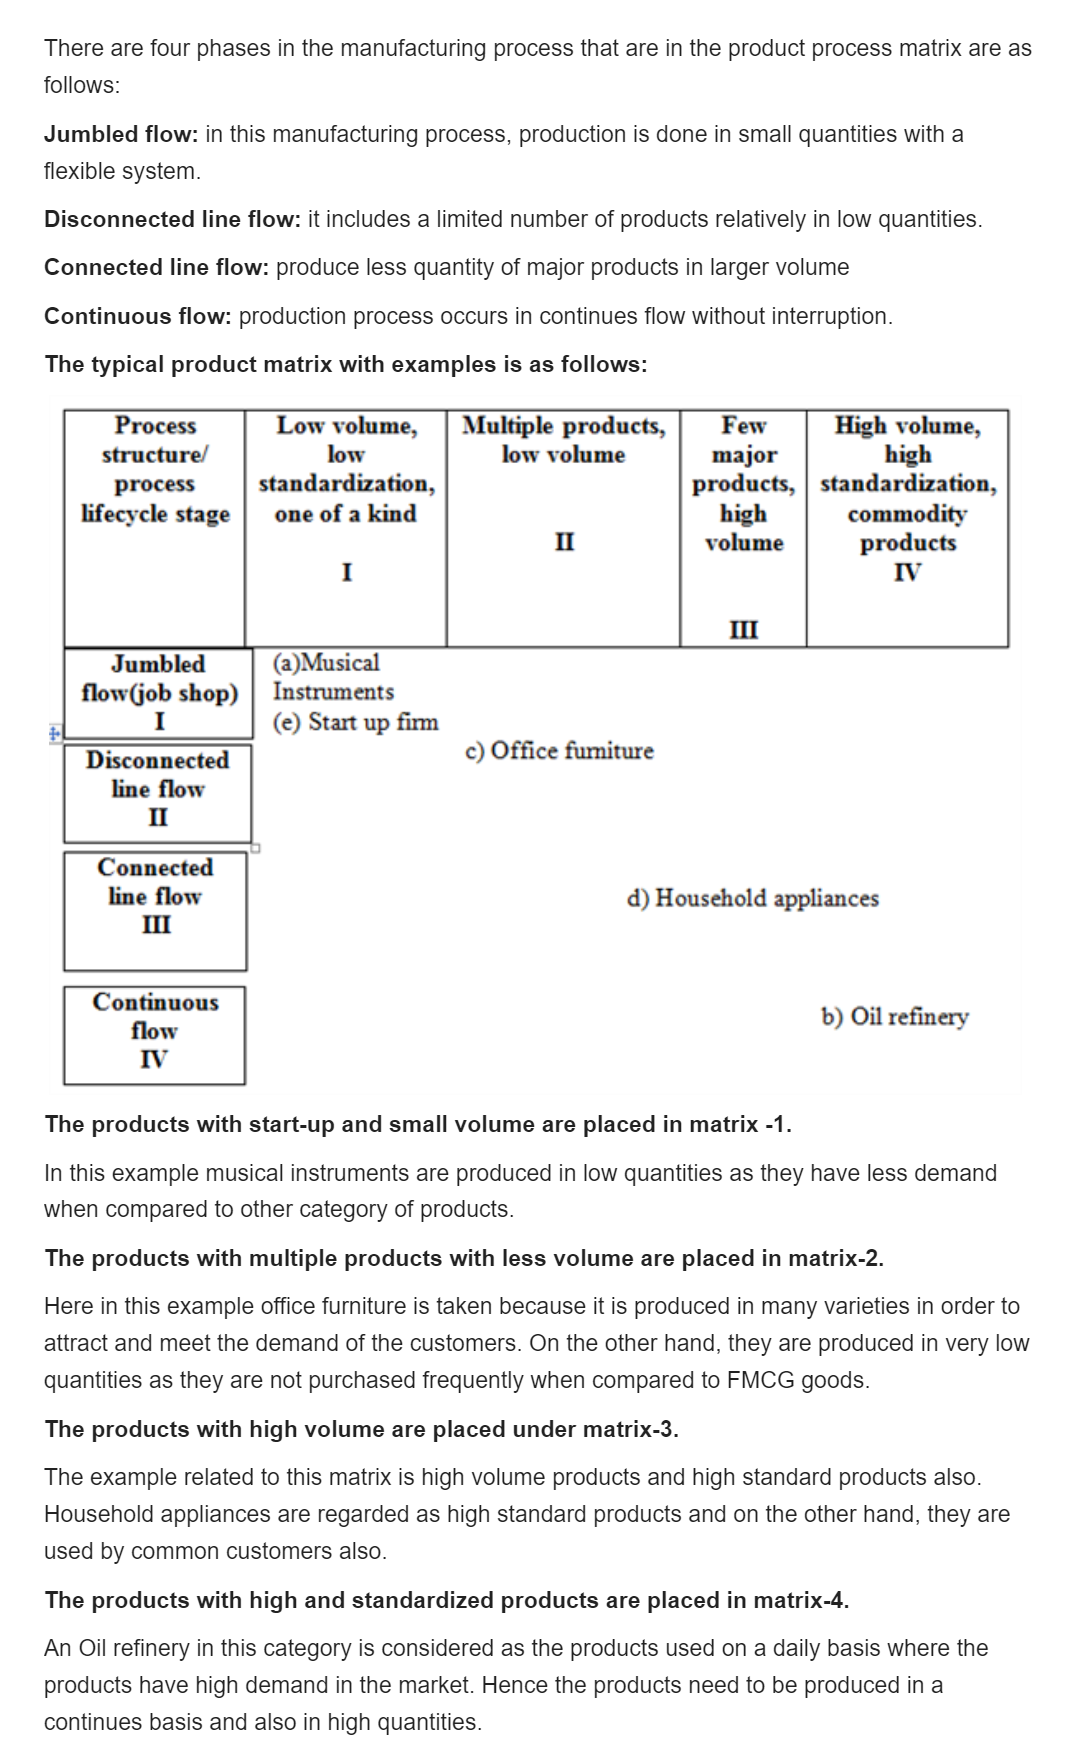 There are four phases in the manufacturing process that are in the product process matrix are as
follows:
Jumbled flow: in this manufacturing process, production is done in small quantities with a
flexible system.
Disconnected line flow: it includes a limited number of products relatively in low quantities.
Connected line flow: produce less quantity of major products in larger volume
Continuous flow: production process occurs in continues flow without interruption.
The typical product matrix with examples is as follows:
Process
structure/
process
lifecycle stage
Low volume,
low
standardization,
one of a kind
I
Multiple products,
low volume
II
Few
major
products,
high
volume
III
High volume,
high
standardization,
commodity
products
IV
Jumbled
flow(job shop)
I
(a)Musical
Instruments
(e) Start up firm
c) Office furniture
Disconnected
line flow
II
Connected
line flow
III
d) Household appliances
Continuous
flow
IV
b) Oil refinery
The products with start-up and small volume are placed in matrix -1.
In this example musical instruments are produced in low quantities as they have less demand
when compared to other category of products.
The products with multiple products with less volume are placed in matrix-2.
Here in this example office furniture is taken because it is produced in many varieties in order to
attract and meet the demand of the customers. On the other hand, they are produced in very low
quantities as they are not purchased frequently when compared to FMCG goods.
The products with high volume are placed under matrix-3.
The example related to this matrix is high volume products and high standard products also.
Household appliances are regarded as high standard products and on the other hand, they are
used by common customers also.
The products with high and standardized products are placed in matrix-4.
An Oil refinery in this category is considered as the products used on a daily basis where the
products have high demand in the market. Hence the products need to be produced in a
continues basis and also in high quantities.